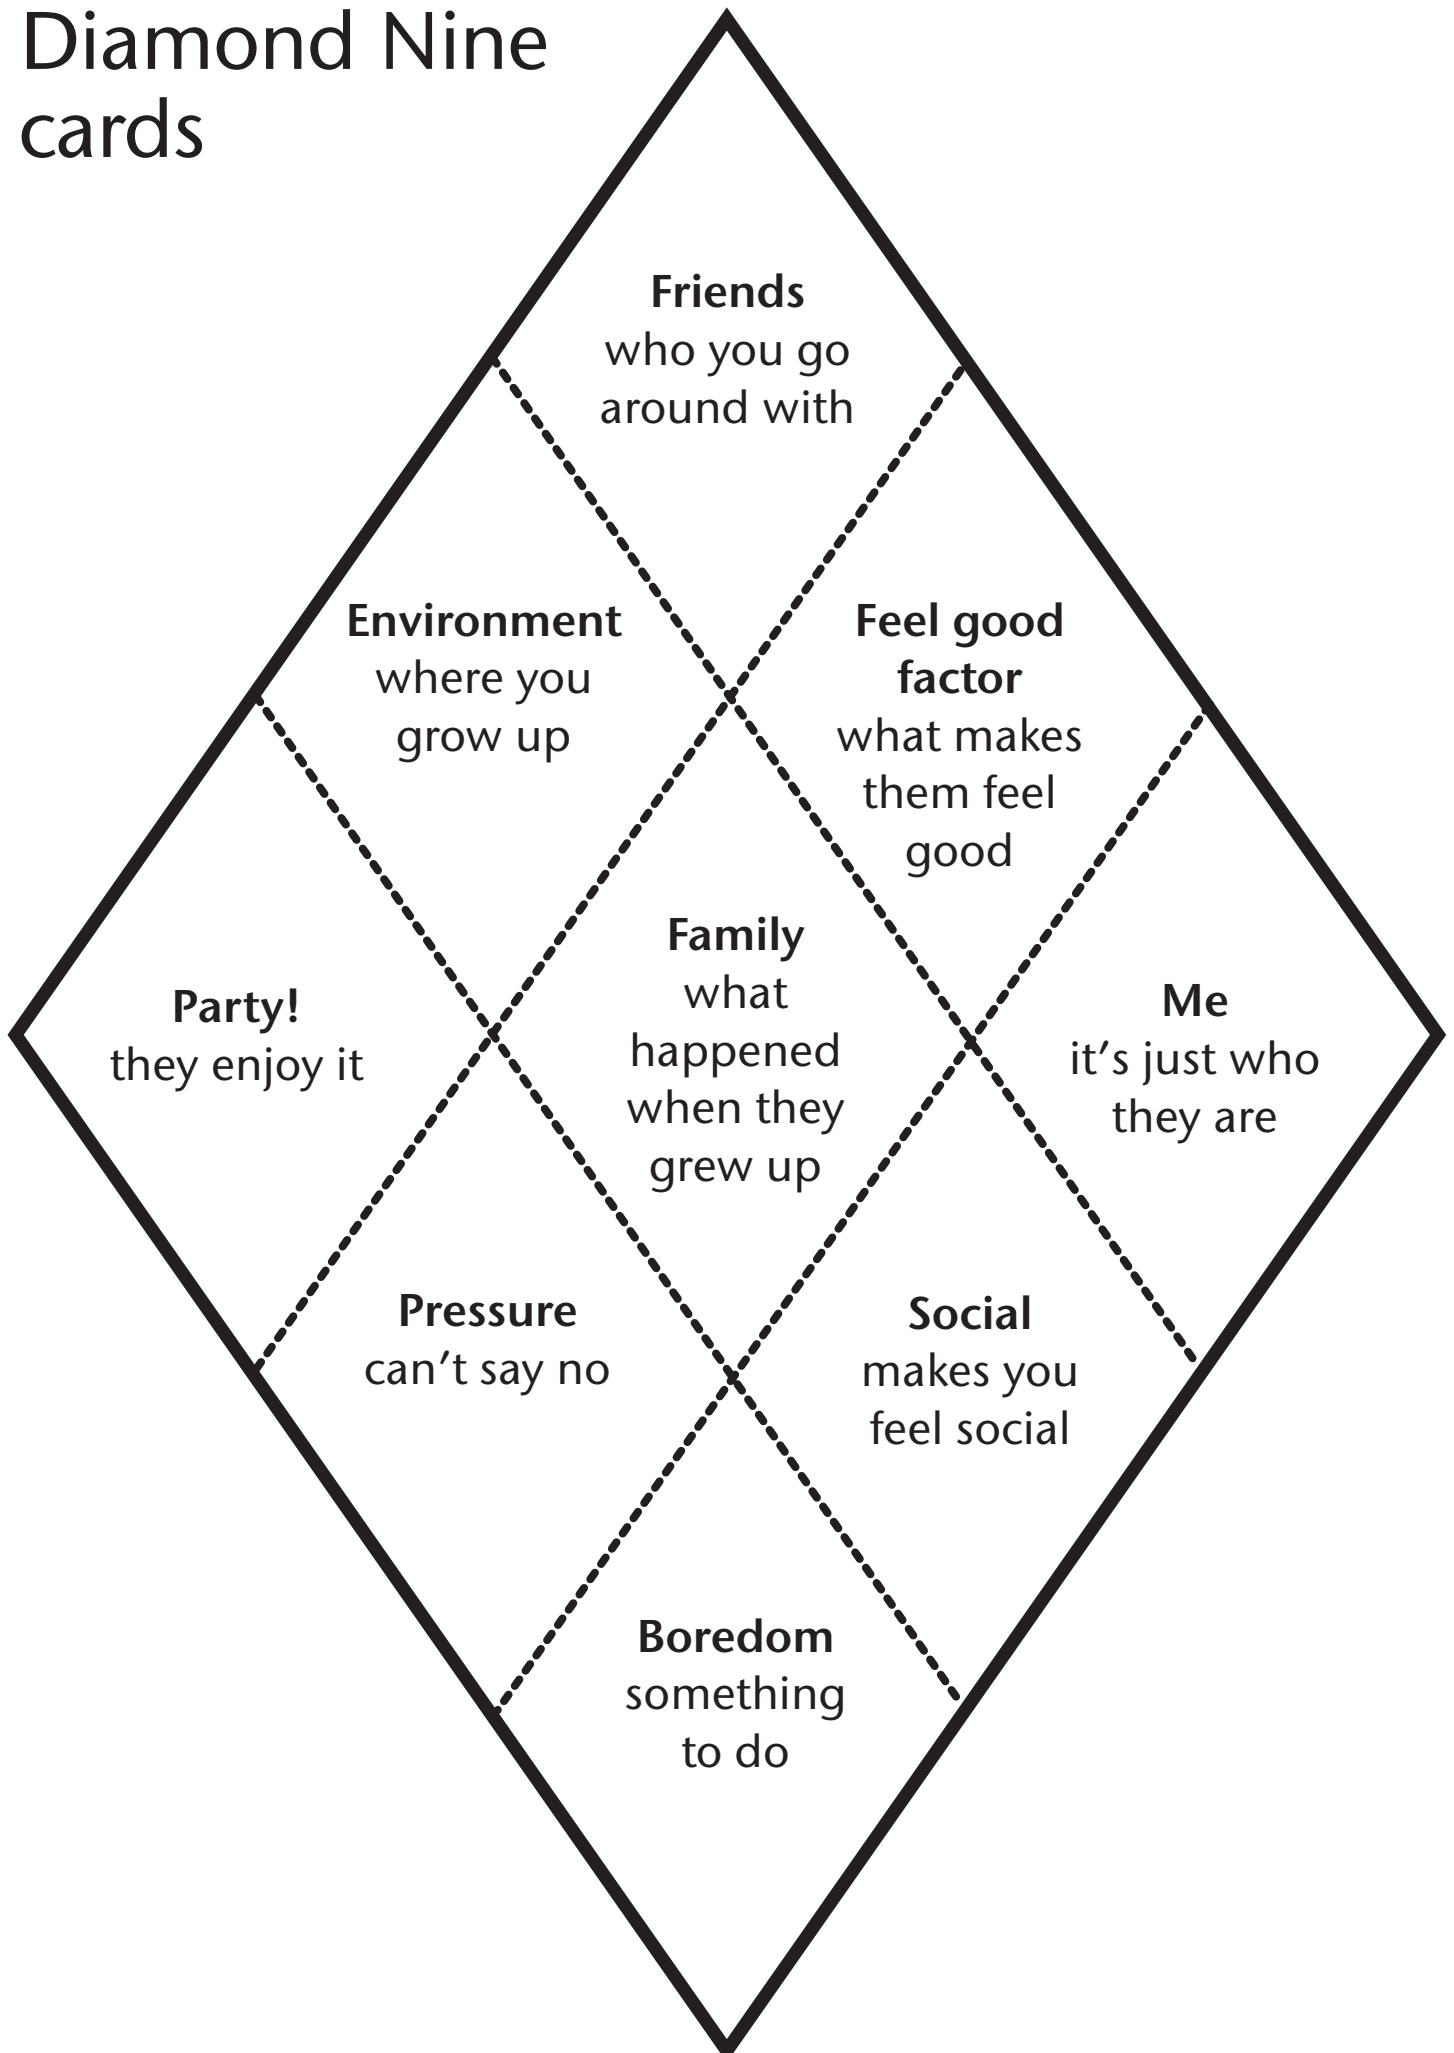 Diamond Nine
cards
Friends
who you go
around with
Environment
where you
grow up
Feel good
factor
what makes
them feel
good
Party!
they enjoy it
Family
what
happened
when they
grew up
Me
it's just who
they are
Pressure
can't say no
Social
makes you
feel social
Boredom
something
to do